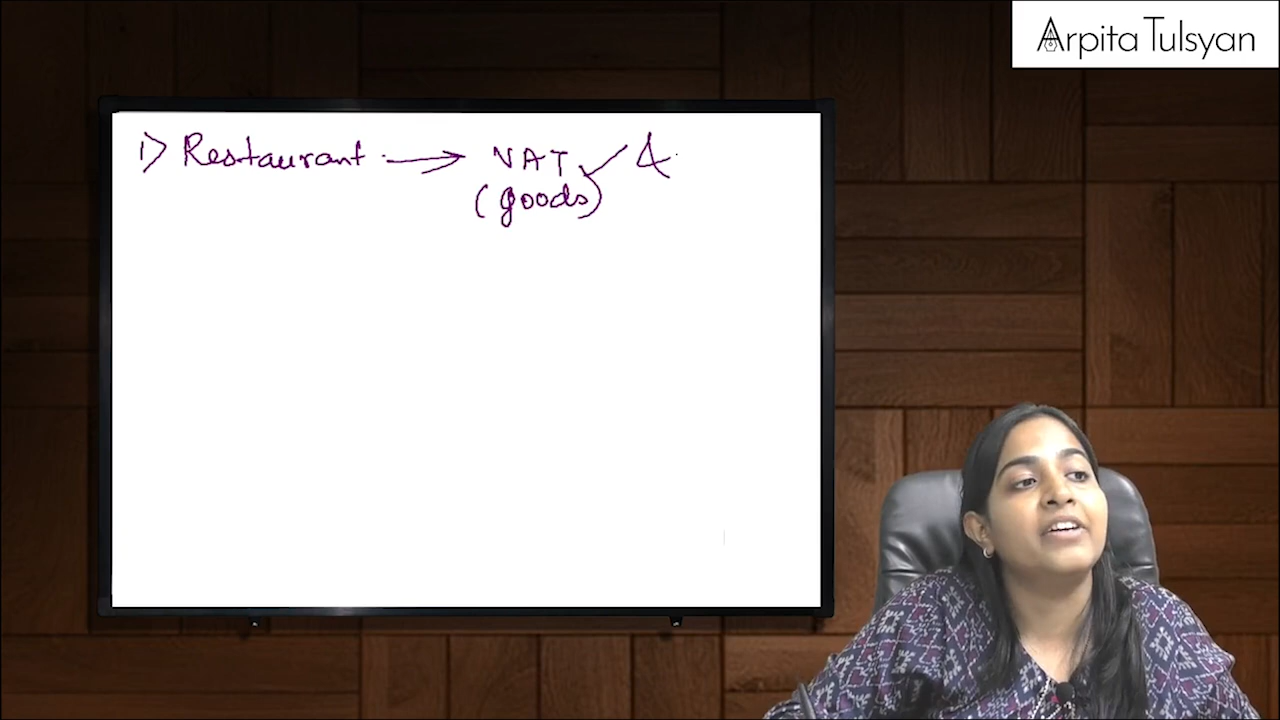 Arpita Tulsyan
1) Restaurant → VAT &
(goods)